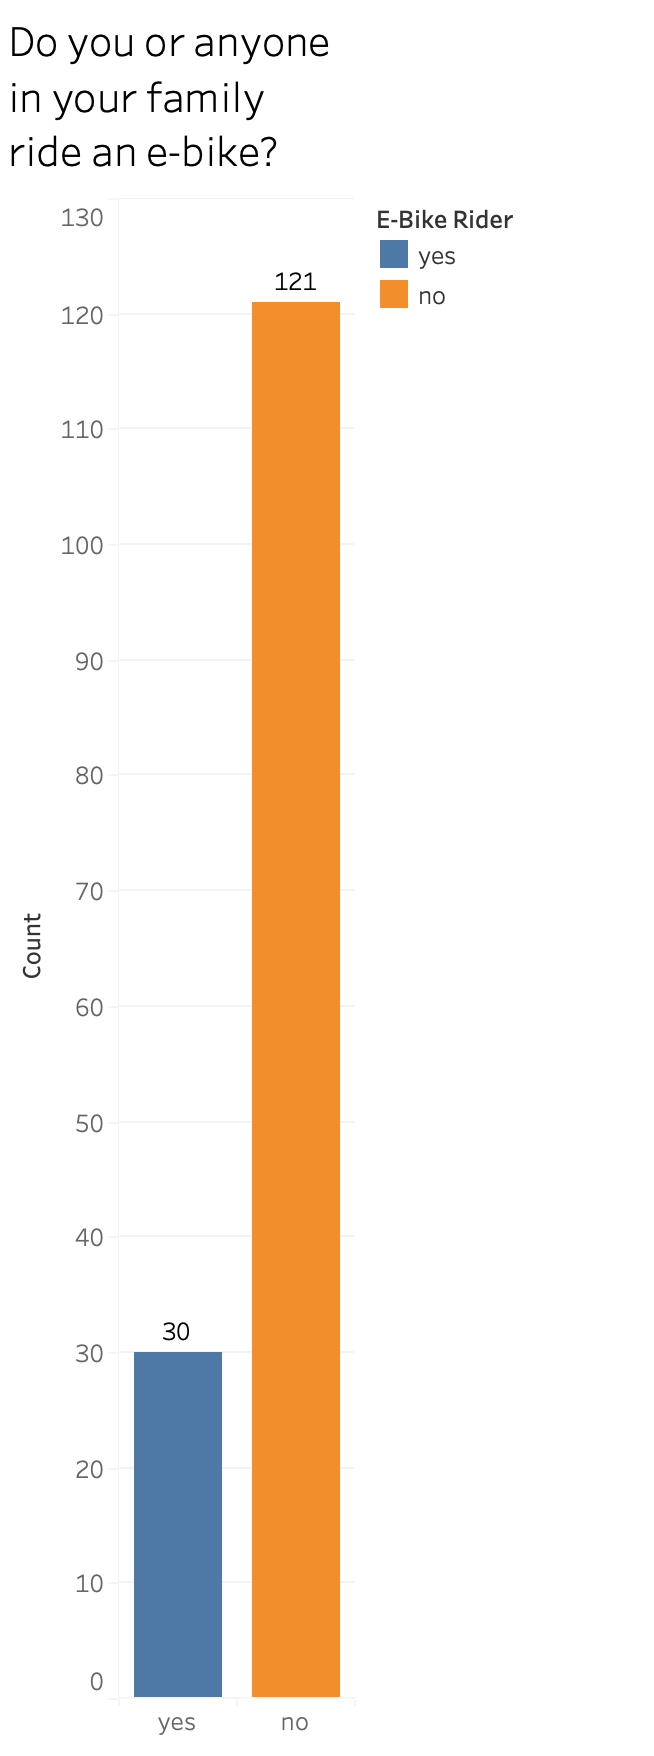 Do you or anyone
in your family
ride an e-bike?
E-Bike Rider
yes
no
130
120
110
100
90
80
70
60
50
40
30
20
10
0
Count
121
30
yes
no